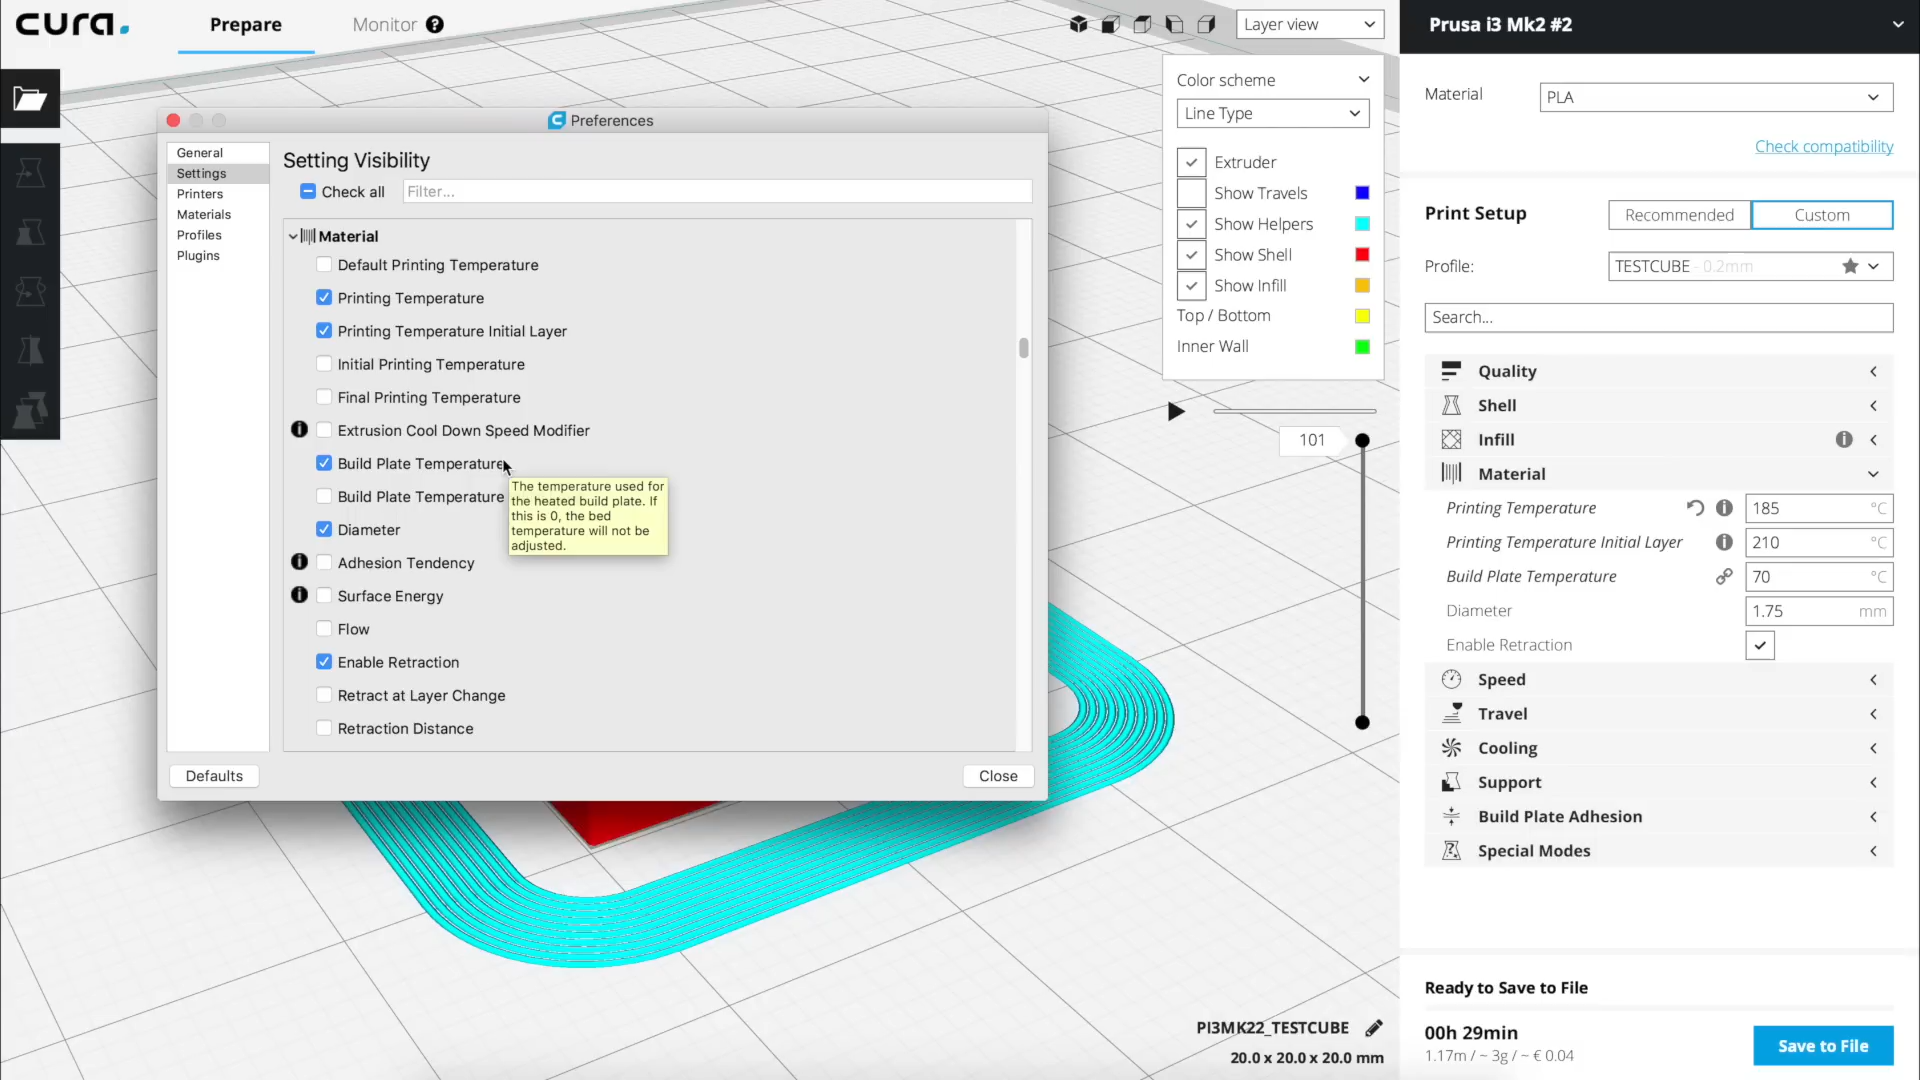 cura.
Prepare
Monitor ?
Layer view
Prusa i3 Mk2 #2
Color scheme
Line Type
Extruder
Show Travels
Show Helpers
Show Shell
Show Infill
Top / Bottom
Inner Wall
101
Preferences
General
Settings
Printers
Materials
Profiles
Plugins
Setting Visibility
Check all
Filter...
Material
Default Printing Temperature
Printing Temperature
Printing Temperature Initial Layer
Initial Printing Temperature
Final Printing Temperature
Extrusion Cool Down Speed Modifier
Build Plate Temperature
Build Plate Temperature
Diameter
Adhesion Tendency
Surface Energy
Flow
Enable Retraction
Retract at Layer Change
Retraction Distance
The temperature used for
the heated build plate. If
this is 0, the bed
temperature will not be
adjusted.
Defaults
Close
Material
PLA
Check compatibility
Print Setup
Recommended
Custom
Profile:
TESTCUBE - 0.2mm
Search...
Quality
Shell
Infill
Material
Printing Temperature
185 °C
Printing Temperature Initial Layer
210 °C
Build Plate Temperature
70 °C
Diameter
1.75 mm
Enable Retraction
Speed
Travel
Cooling
Support
Build Plate Adhesion
Special Modes
PI3MK22_TESTCUBE
20.0 x 20.0 x 20.0 mm
Ready to Save to File
00h 29min
1.17m / ~ 3g / ~ € 0.04
Save to File